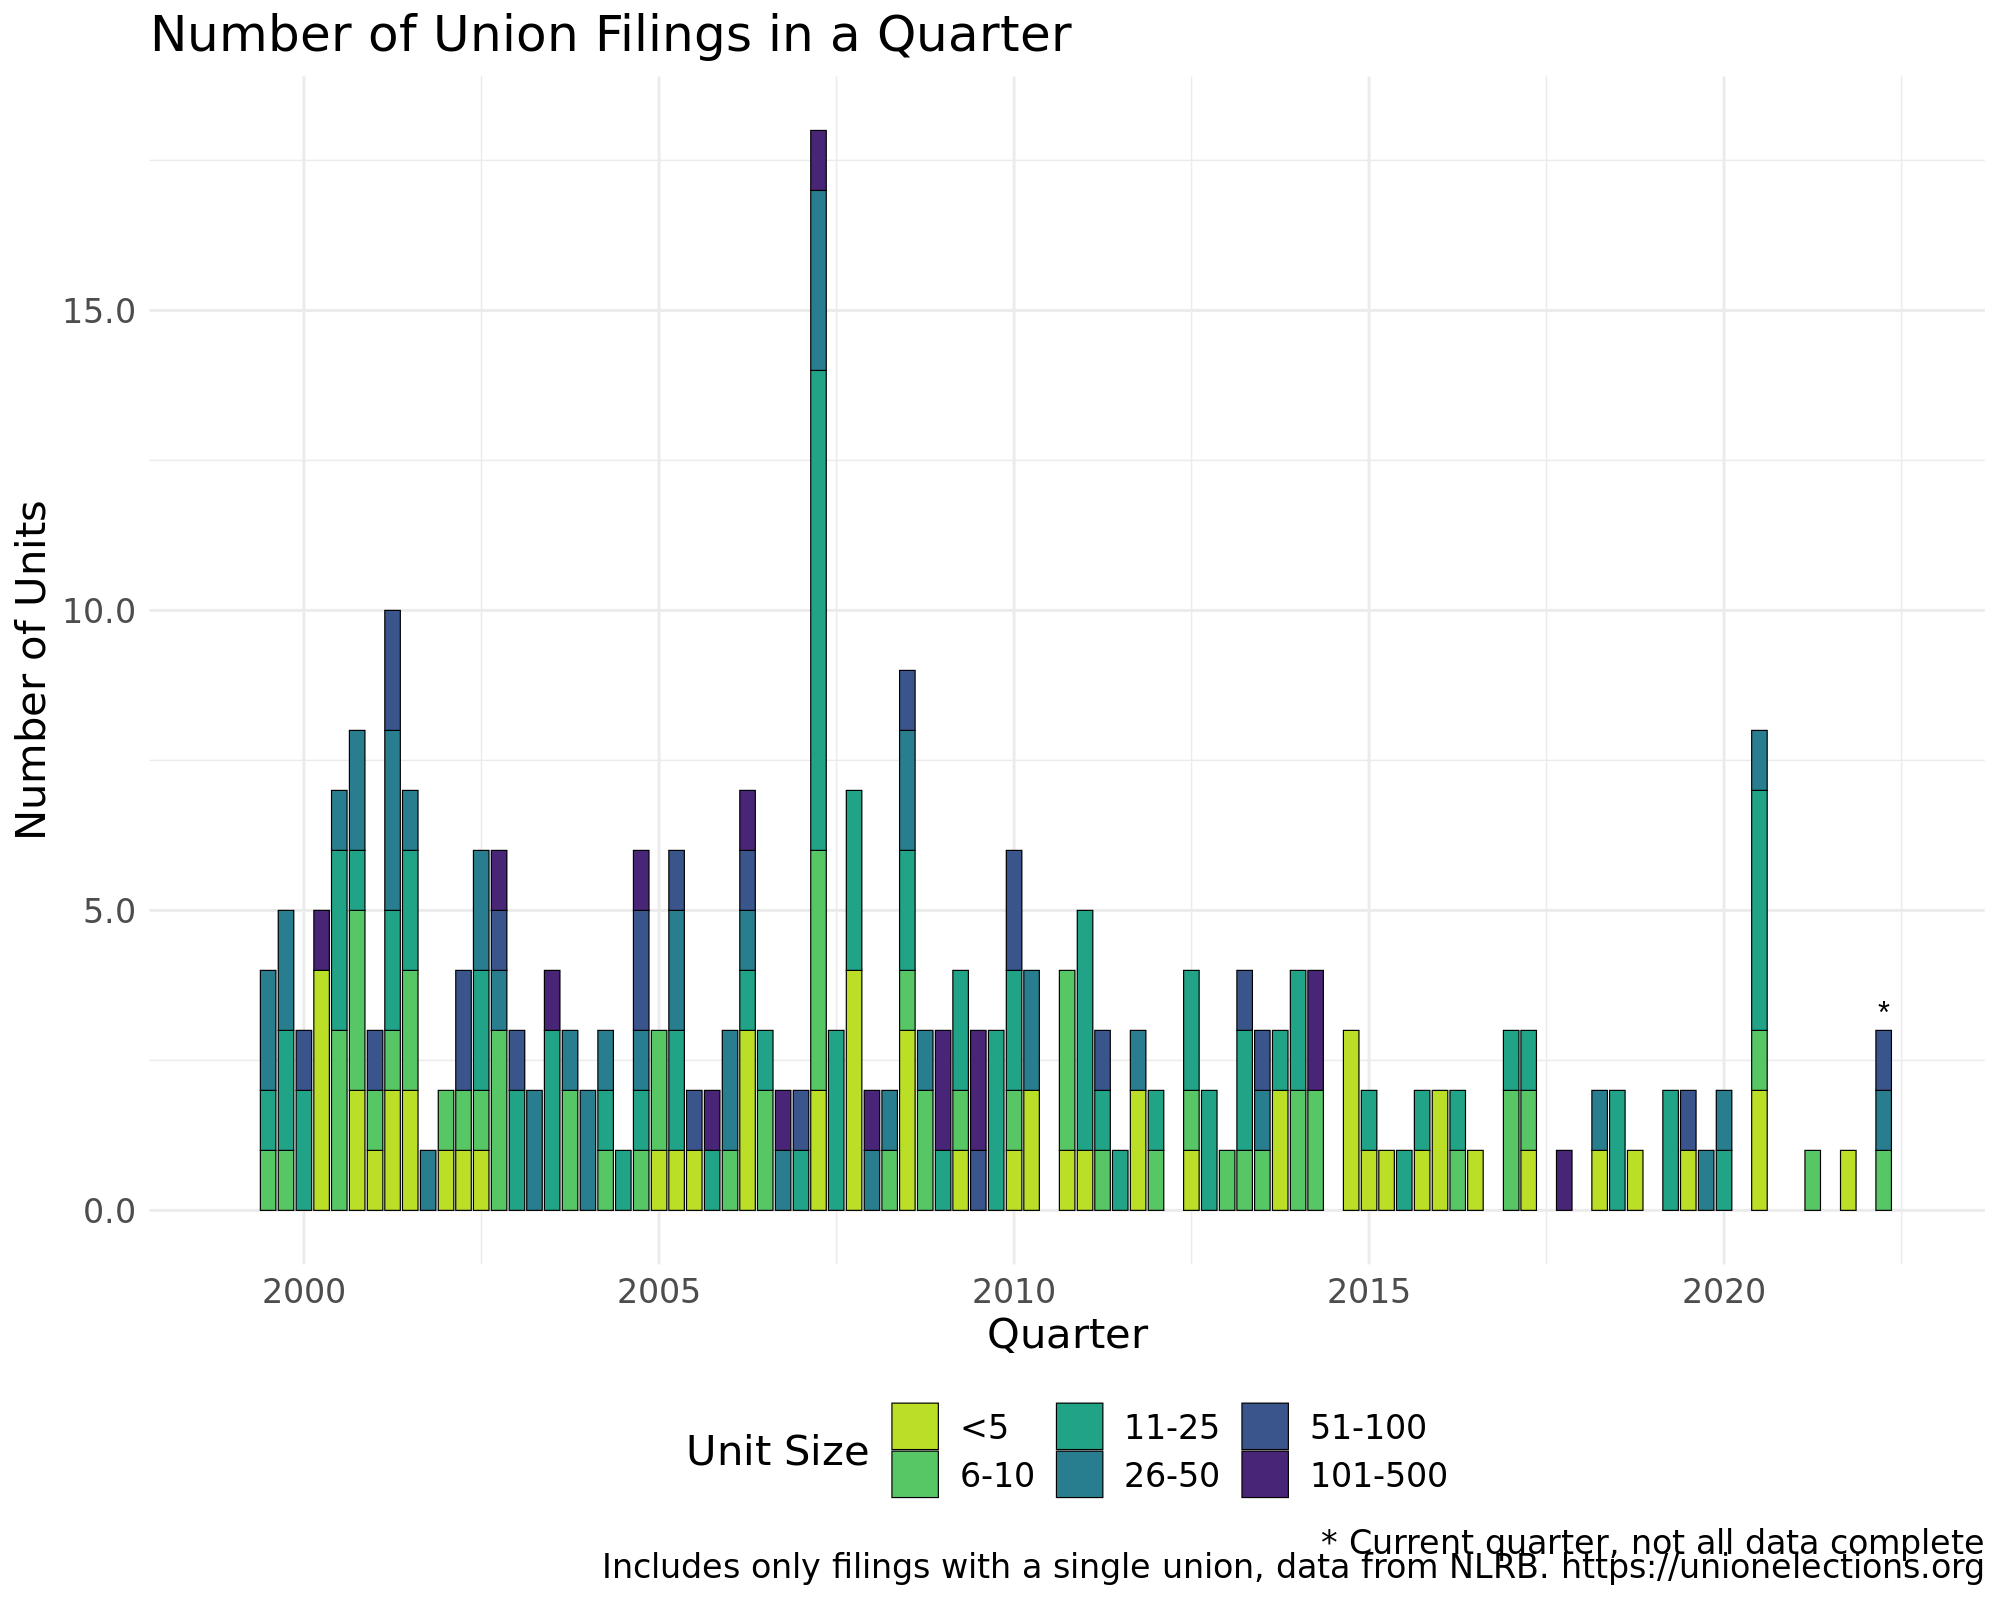 Number of Union Filings in a Quarter
Number of Units
15.0
10.0
5.0
0.0
*
2000 2005 2010 2015 2020
Quarter
Unit Size
<5 11-25 51-100
6-10 26-50 101-500
* Current quarter, not all data complete
Includes only filings with a single union, data from NLRB. https://unionelections.org